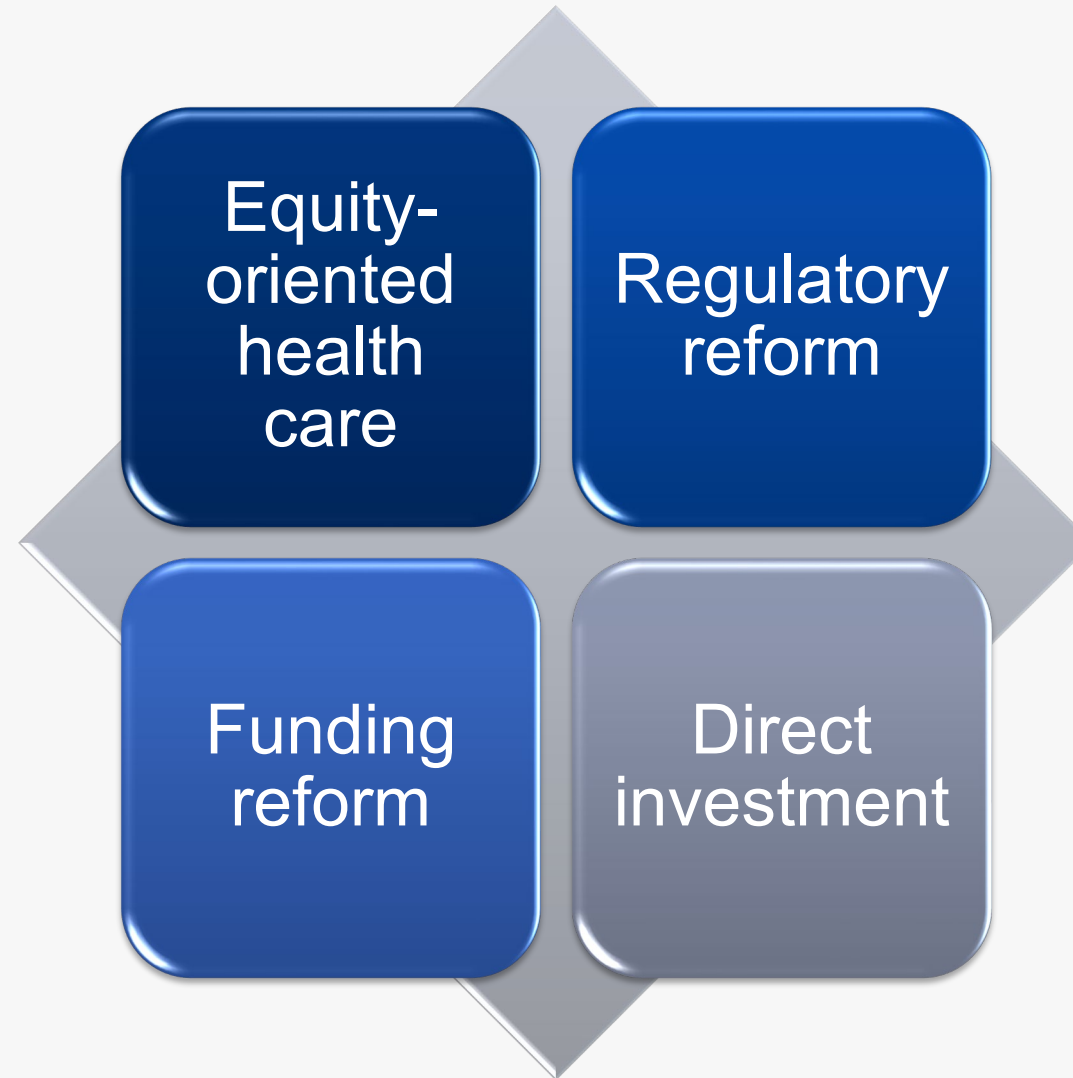 Equity-
oriented
health
care
Regulatory
reform
Funding
reform
Direct
investment